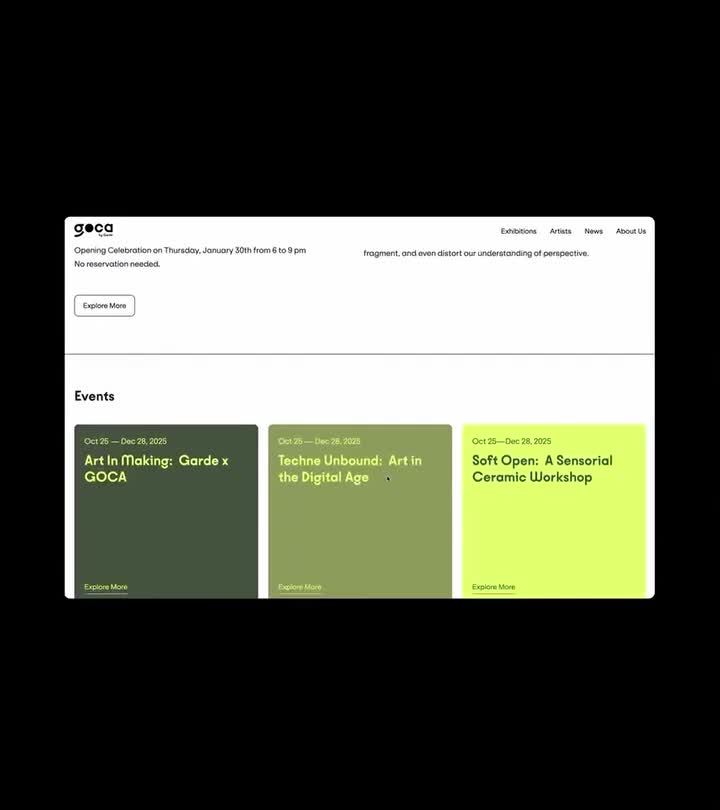 goca
by Garde
Exhibitions Artists News About Us
Opening Celebration on Thursday, January 30th from 6 to 9 pm
No reservation needed.
fragment, and even distort our understanding of perspective.
Explore More
Events
Oct 25 — Dec 28, 2025
Art In Making: Garde x
GOCA
Explore More
Oct 25 — Dec 28, 2025
Techne Unbound: Art in
the Digital Age
Explore More
Oct 25—Dec 28, 2025
Soft Open: A Sensorial
Ceramic Workshop
Explore More